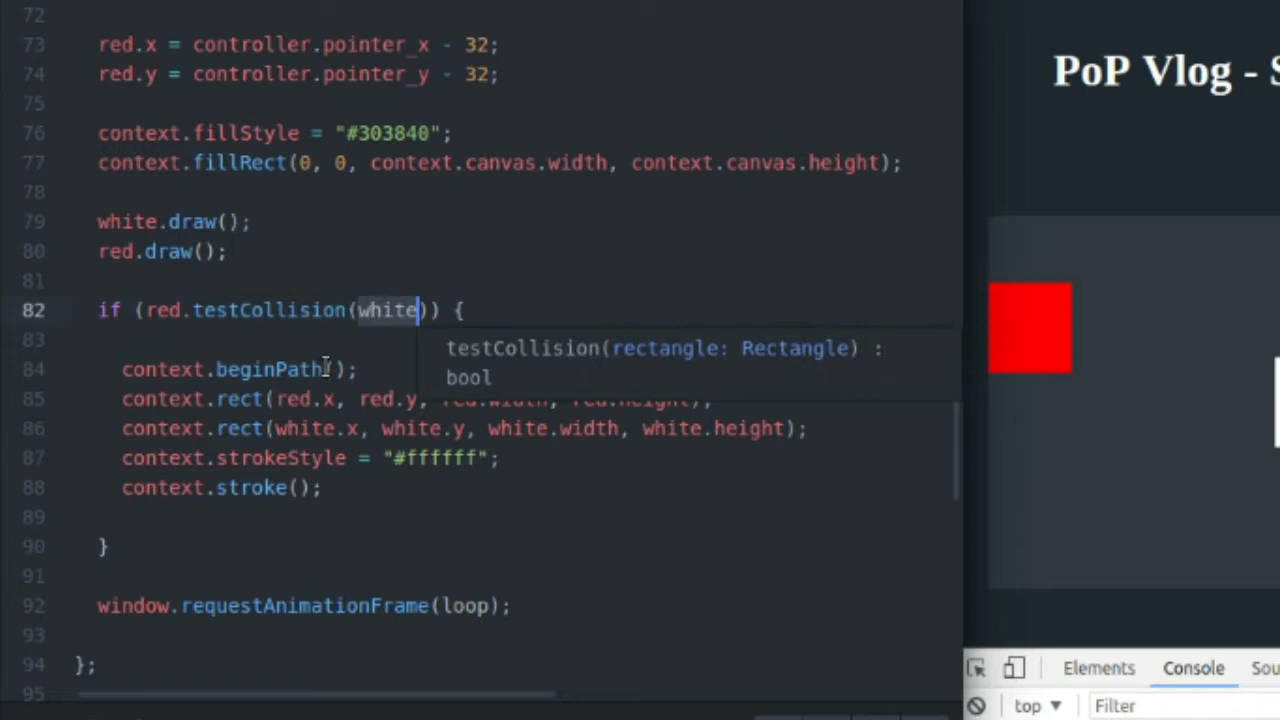 72
73 red.x = controller.pointer_x - 32;
74 red.y = controller.pointer_y - 32;
75
76 context.fillStyle = "#303840";
77 context.fillRect(0, 0, context.canvas.width, context.canvas.height);
78
79 white.draw();
80 red.draw();
81
82 if (red.testCollision(white)) {
83
testCollision(rectangle: Rectangle) :
bool
84 context.beginPath();
85 context.rect(red.x, red.y, red.width, red.height);
86 context.rect(white.x, white.y, white.width, white.height);
87 context.strokeStyle = "#ffffff";
88 context.stroke();
89
90 }
91
92 window.requestAnimationFrame(loop);
93
94 };
95
PoP Vlog - S
Elements Console Sou
top ▼ Filter